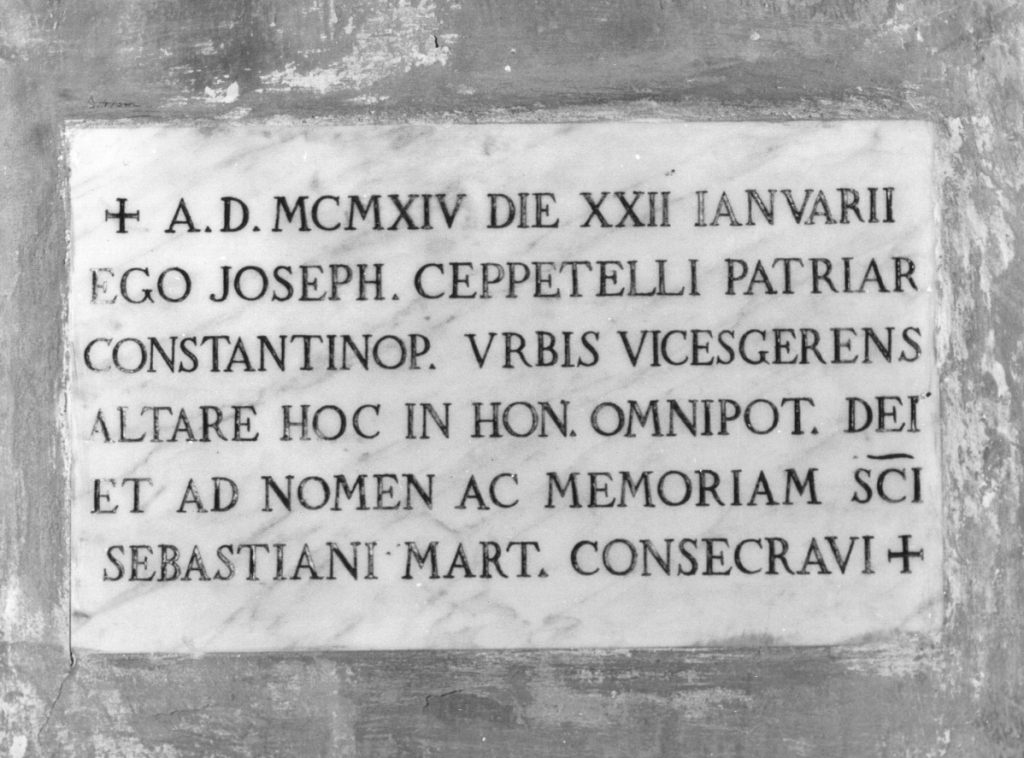 + A.D. MCMXIV DIE XXII IANVARII
EGO JOSEPH. CEPPETELLI PATRIAR
CONSTANTINOP. VRBIS VICESGERENS
ALTARE HOC IN HON. OMNIPOT. DEI
ET AD NOMEN AC MEMORIAM SC̅I
SEBASTIANI MART. CONSECRAVI +